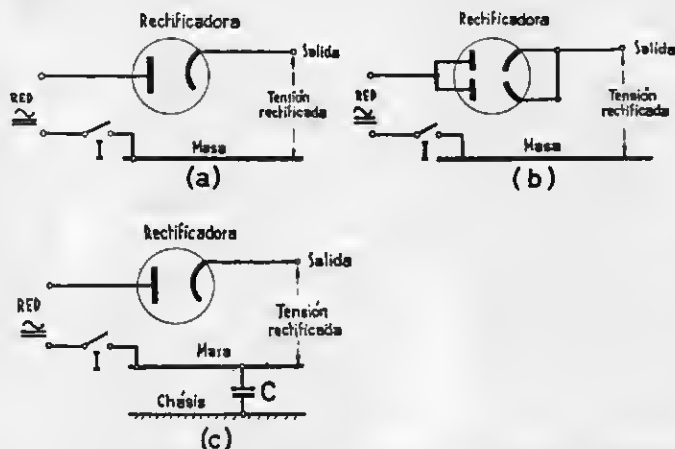 Rectificadora
Salida
RED
Tensión
rectificada
I
Masa
(a)
Rectificadora
Salida
RED
Tensión
rectificada
I
Masa
(b)
Rectificadora
Salida
RED
Tensión
rectificada
I
Masa
C
Chásis
(c)